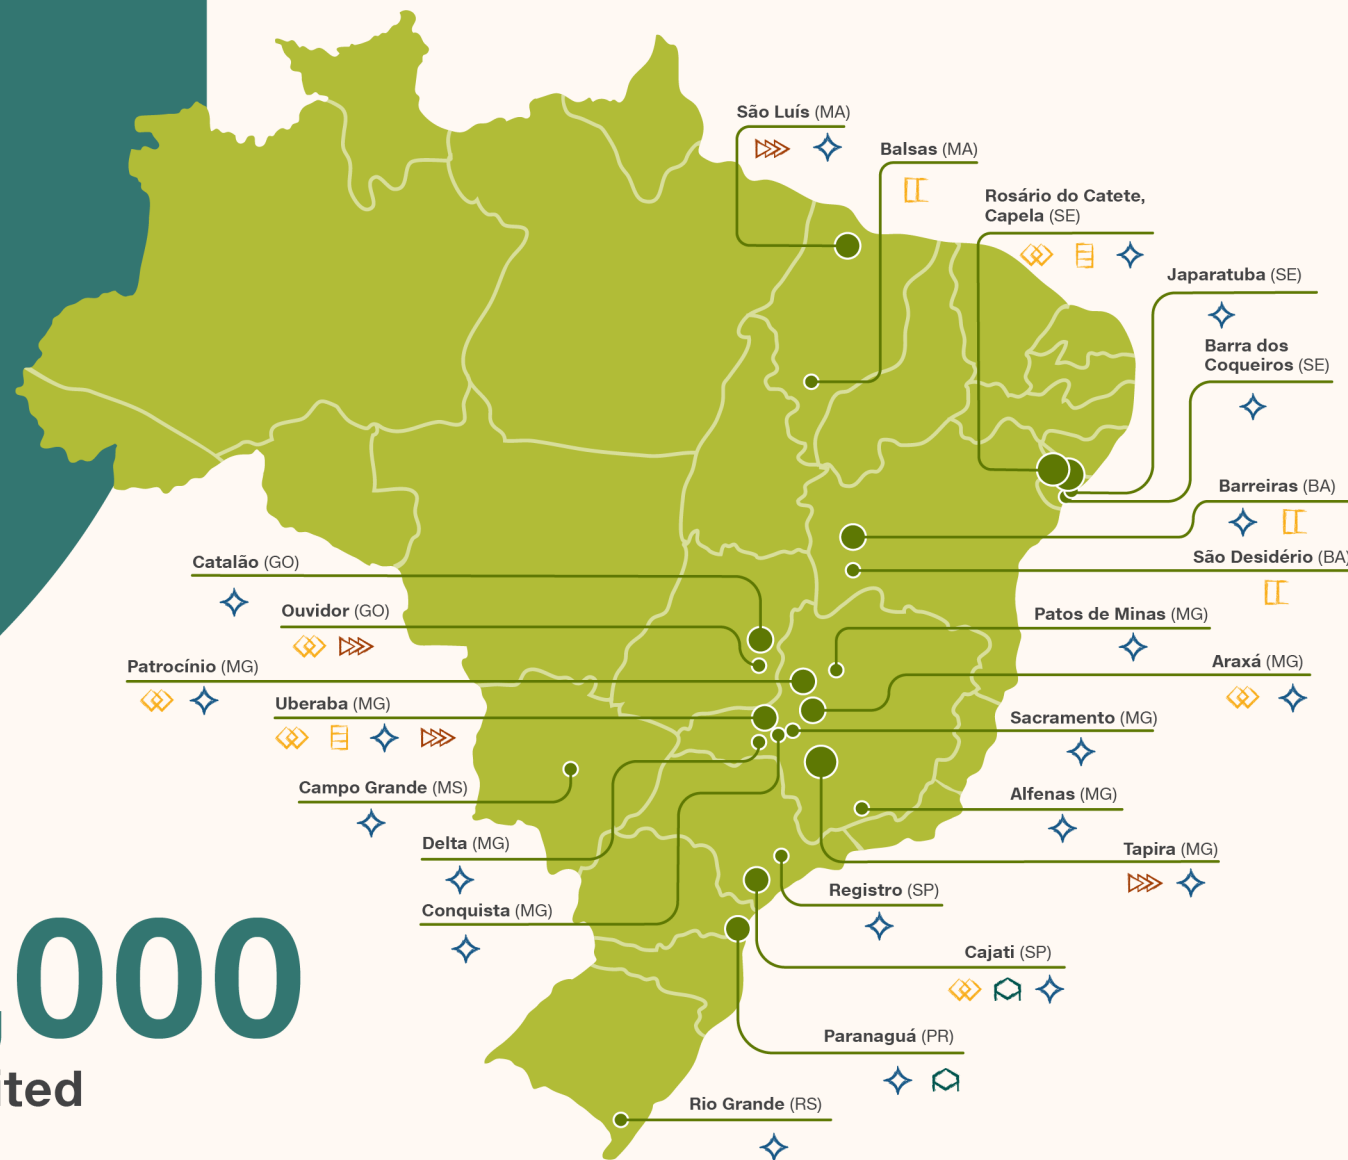 São Luís (MA)
Balsas (MA)
Rosário do Catete,
Capela (SE)
Japaratuba (SE)
Barra dos
Coqueiros (SE)
Barreiras (BA)
São Desidério (BA)
Catalão (GO)
Ouvidor (GO)
Patos de Minas (MG)
Patrocínio (MG)
Araxá (MG)
Uberaba (MG)
Sacramento (MG)
Campo Grande (MS)
Alfenas (MG)
Delta (MG)
Tapira (MG)
Registro (SP)
Conquista (MG)
Cajati (SP)
,000
Paranaguá (PR)
ited
Rio Grande (RS)